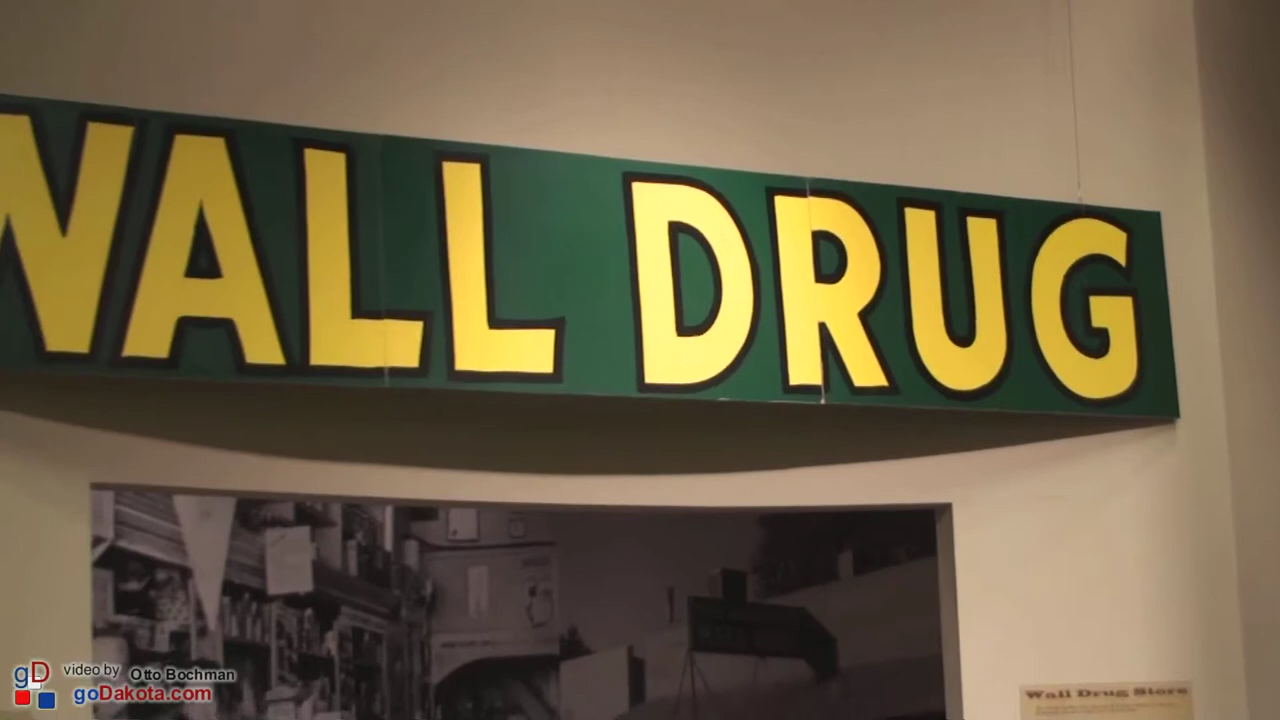 WALL DRUG
Wall Drug Store
gD
video by Otto Bochman
goDakota.com